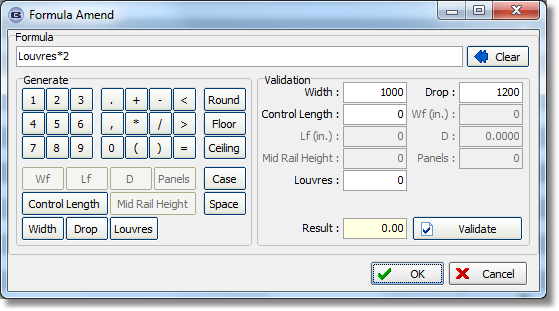 Formula Amend
Formula
Louvres*2
Clear
Generate
1 2 3 . + - < Round
4 5 6 , * / > Floor
7 8 9 0 ( ) = Ceiling
Wf Lf D Panels Case
Control Length Mid Rail Height Space
Width Drop Louvres
Validation
Width : 1000 Drop : 1200
Control Length : 0 Wf (in.) : 0
Lf (in.) : 0 D : 0.0000
Mid Rail Height : 0 Panels : 0
Louvres : 0
Result : 0.00 Validate
OK Cancel